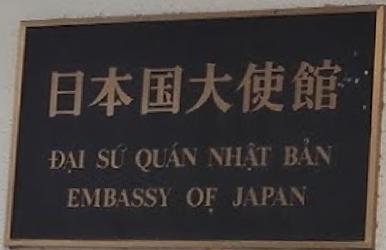 日本国大使館
ĐẠI SỨ QUÁN NHẬT BẢN
EMBASSY OF JAPAN